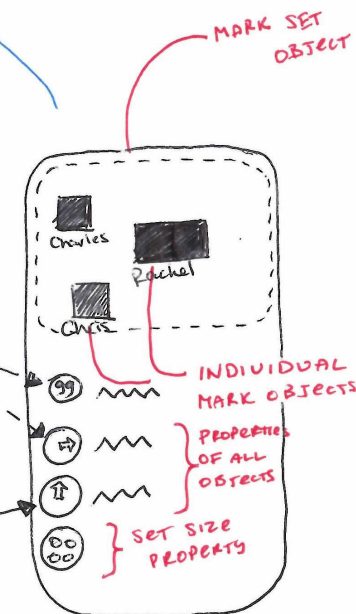 MARK SET
OBJECT
Charles
Rachel
Chris
INDIVIDUAL
MARK OBJECTS
PROPERTIES
OF ALL
OBJECTS
SET SIZE
PROPERTY